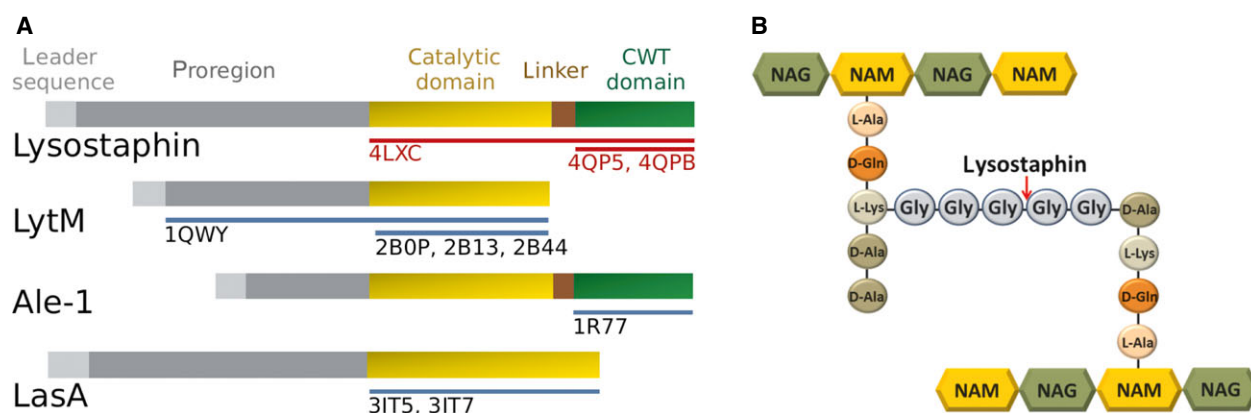 A
Leader sequence
Proregion
Catalytic domain
Linker
CWT domain
Lysostaphin
4LXC
4QP5, 4QPB
LytM
1QWY
2B0P, 2B13, 2B44
Ale-1
1R77
LasA
3IT5, 3IT7
B
NAG NAM NAG NAM
L-Ala
D-Gln
Lysostaphin
L-Lys Gly Gly Gly Gly Gly D-Ala
D-Ala L-Lys
D-Ala D-Gln
L-Ala
NAM NAG NAM NAG